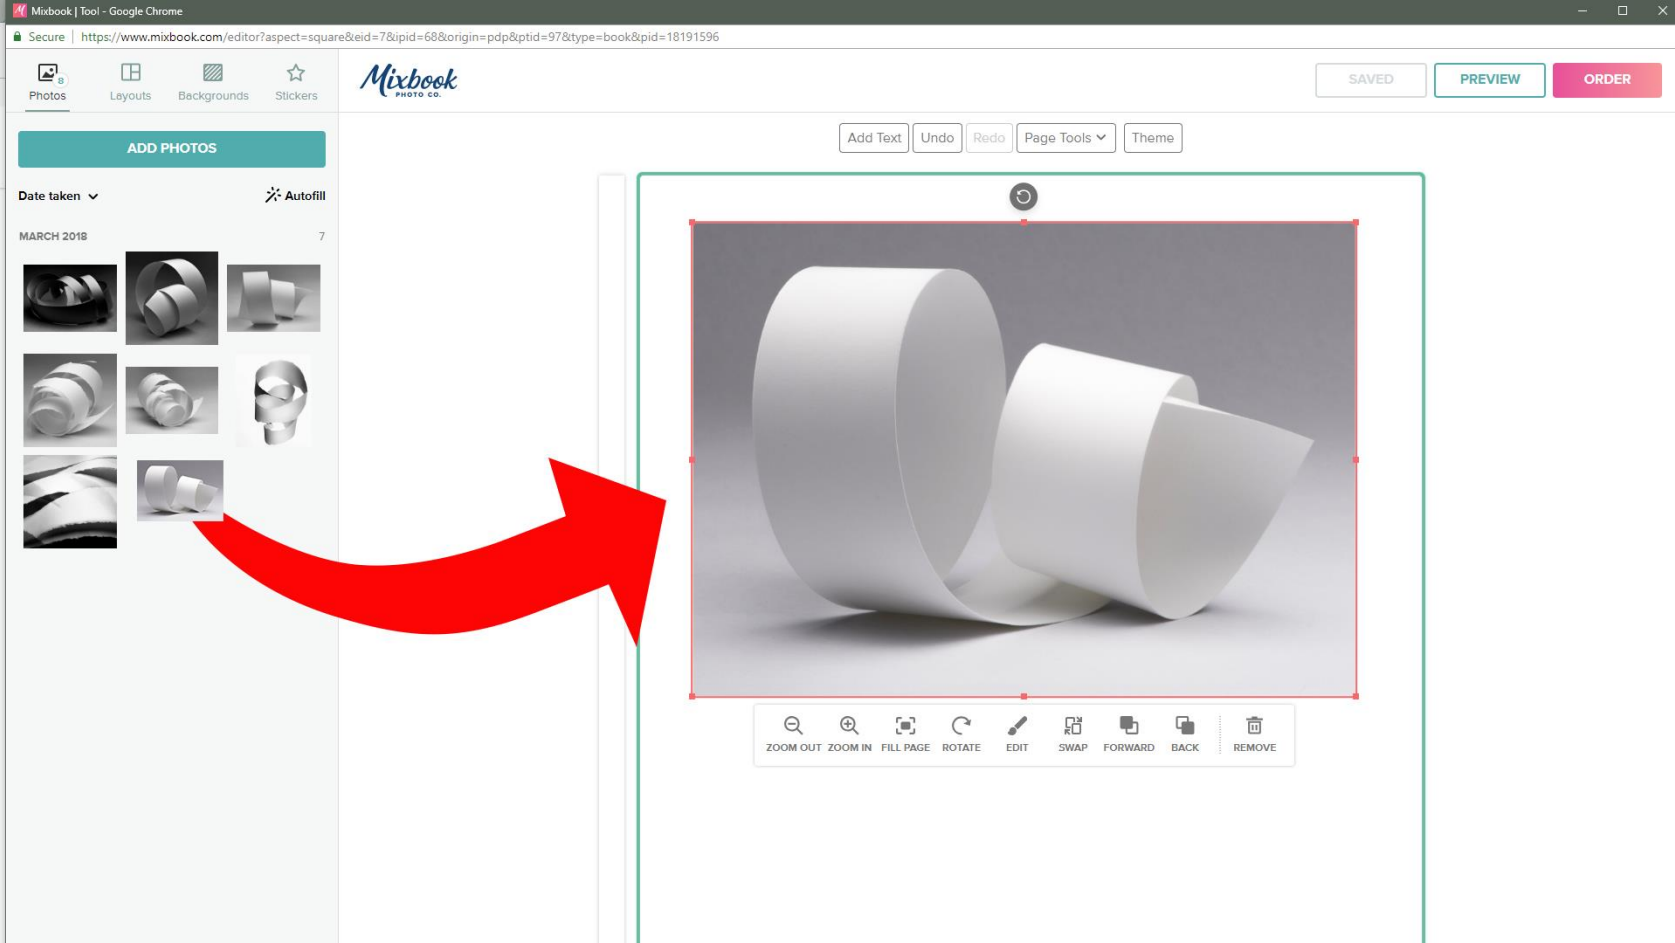 Mixbook | Tool - Google Chrome
Secure | https://www.mixbook.com/editor?aspect=square&eid=7&ipid=68&origin=pdp&ptid=97&type=book&pid=18191596
8
Photos Layouts Backgrounds Stickers
Mixbook
PHOTO CO.
SAVED PREVIEW ORDER
Add Text Undo Redo Page Tools Theme
ADD PHOTOS
Date taken Autofill
MARCH 2018 7
ZOOM OUT ZOOM IN FILL PAGE ROTATE EDIT SWAP FORWARD BACK REMOVE